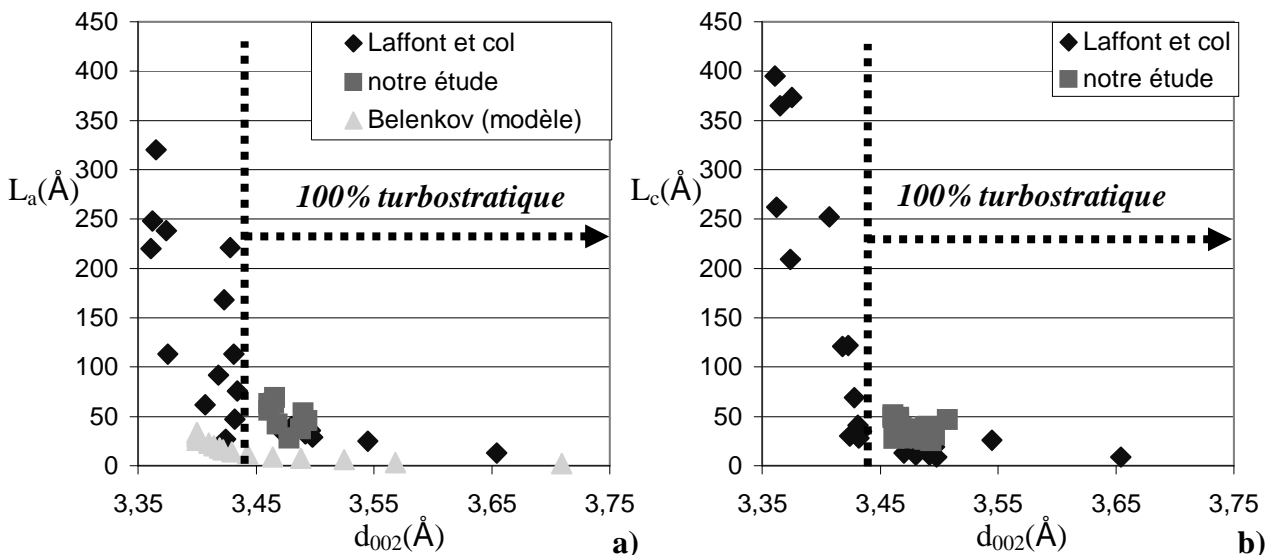 450
400
350
300
250
200
150
100
50
0
La(Å)
Laffont et col
notre étude
Belenkov (modèle)
100% turbostratique
3,35 3,45 3,55 3,65 3,75
d002(Å)
a)
450
400
350
300
250
200
150
100
50
0
Lc(Å)
Laffont et col
notre étude
100% turbostratique
3,35 3,45 3,55 3,65 3,75
d002(Å)
b)